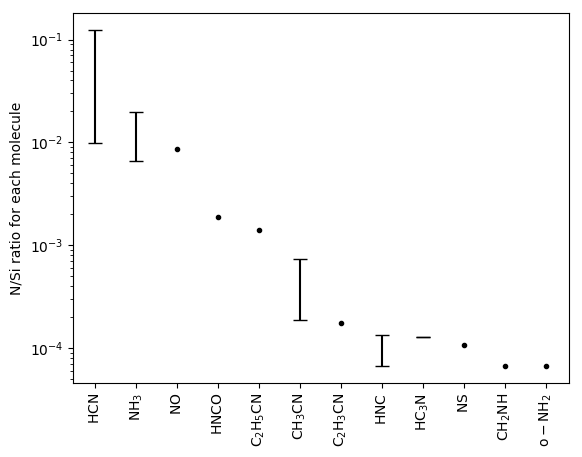 N/Si ratio for each molecule
10⁻¹
10⁻²
10⁻³
10⁻⁴
HCN
NH₃
NO
HNCO
C₂H₅CN
CH₃CN
C₂H₃CN
HNC
HC₃N
NS
CH₂NH
o − NH₂